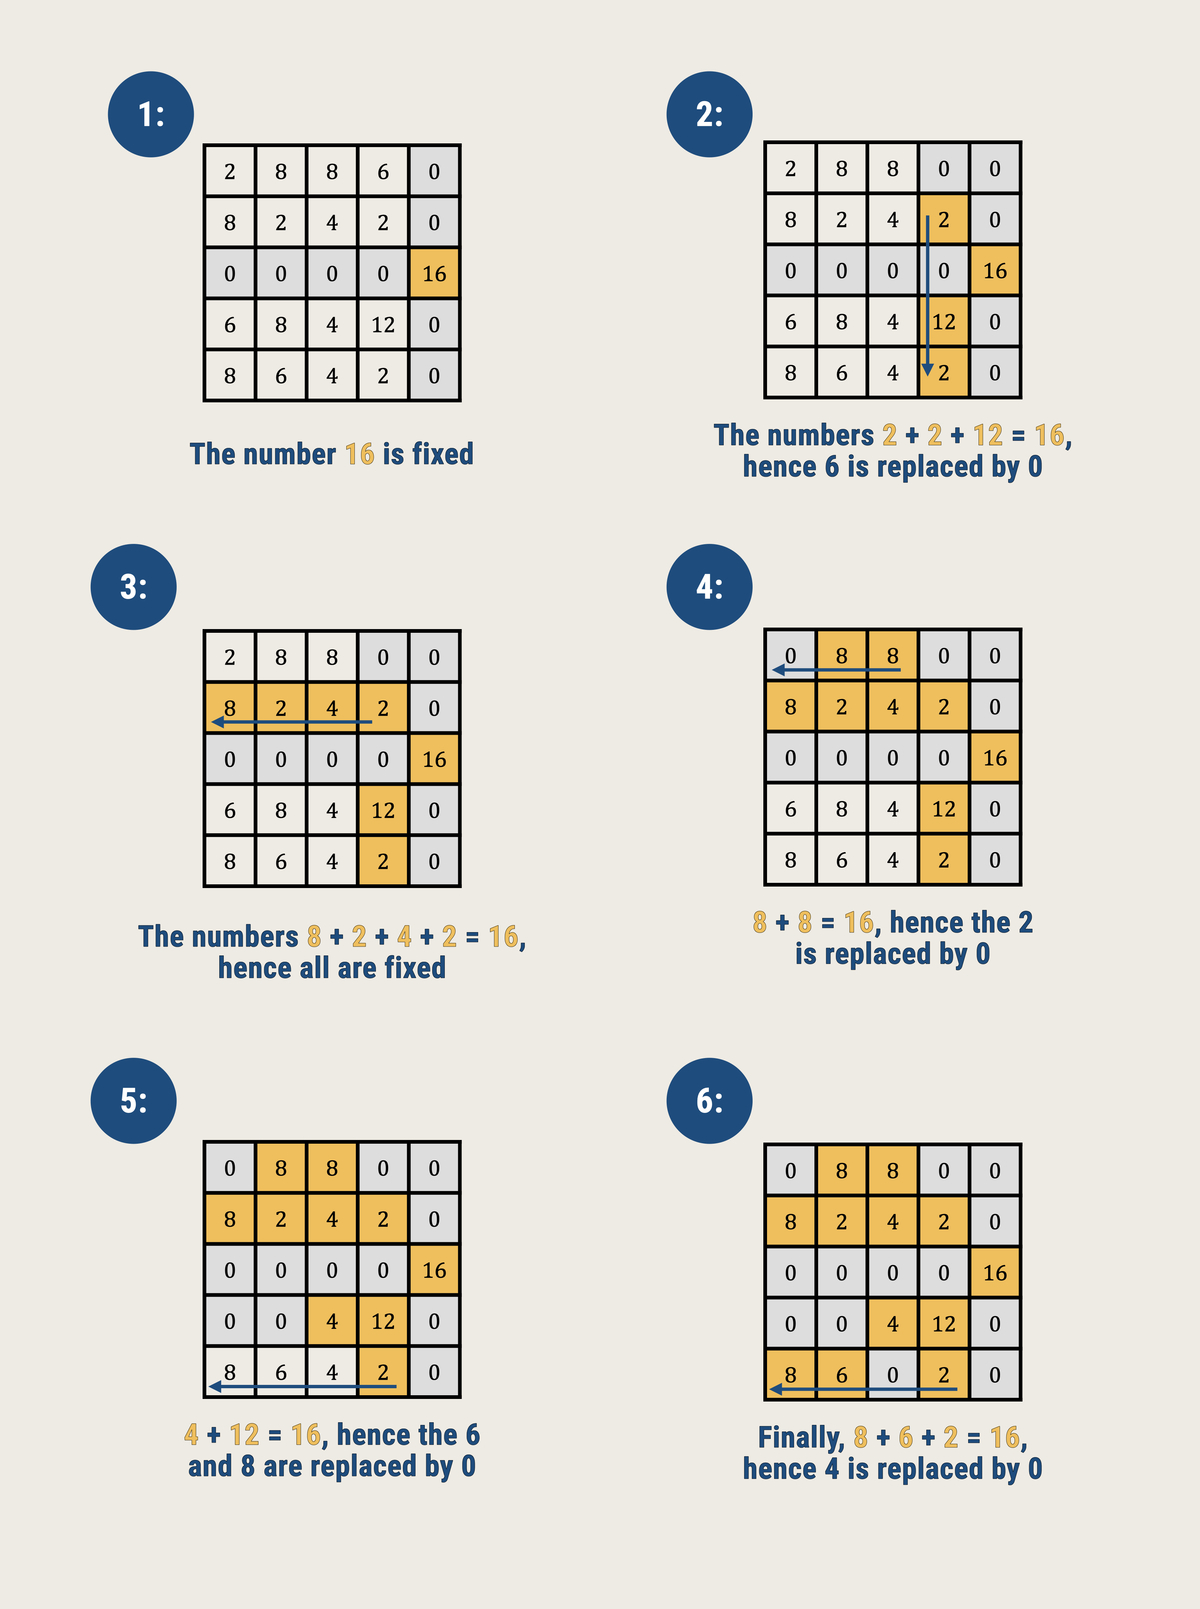 1:
2 8 8 6 0
8 2 4 2 0
0 0 0 0 16
6 8 4 12 0
8 6 4 2 0
The number 16 is fixed
2:
2 8 8 0 0
8 2 4 2 0
0 0 0 0 16
6 8 4 12 0
8 6 4 2 0
The numbers 2 + 2 + 12 = 16,
hence 6 is replaced by 0
3:
2 8 8 0 0
8 2 4 2 0
0 0 0 0 16
6 8 4 12 0
8 6 4 2 0
The numbers 8 + 2 + 4 + 2 = 16,
hence all are fixed
4:
0 8 8 0 0
8 2 4 2 0
0 0 0 0 16
6 8 4 12 0
8 6 4 2 0
8 + 8 = 16, hence the 2
is replaced by 0
5:
0 8 8 0 0
8 2 4 2 0
0 0 0 0 16
0 0 4 12 0
8 6 4 2 0
4 + 12 = 16, hence the 6
and 8 are replaced by 0
6:
0 8 8 0 0
8 2 4 2 0
0 0 0 0 16
0 0 4 12 0
8 6 0 2 0
Finally, 8 + 6 + 2 = 16,
hence 4 is replaced by 0